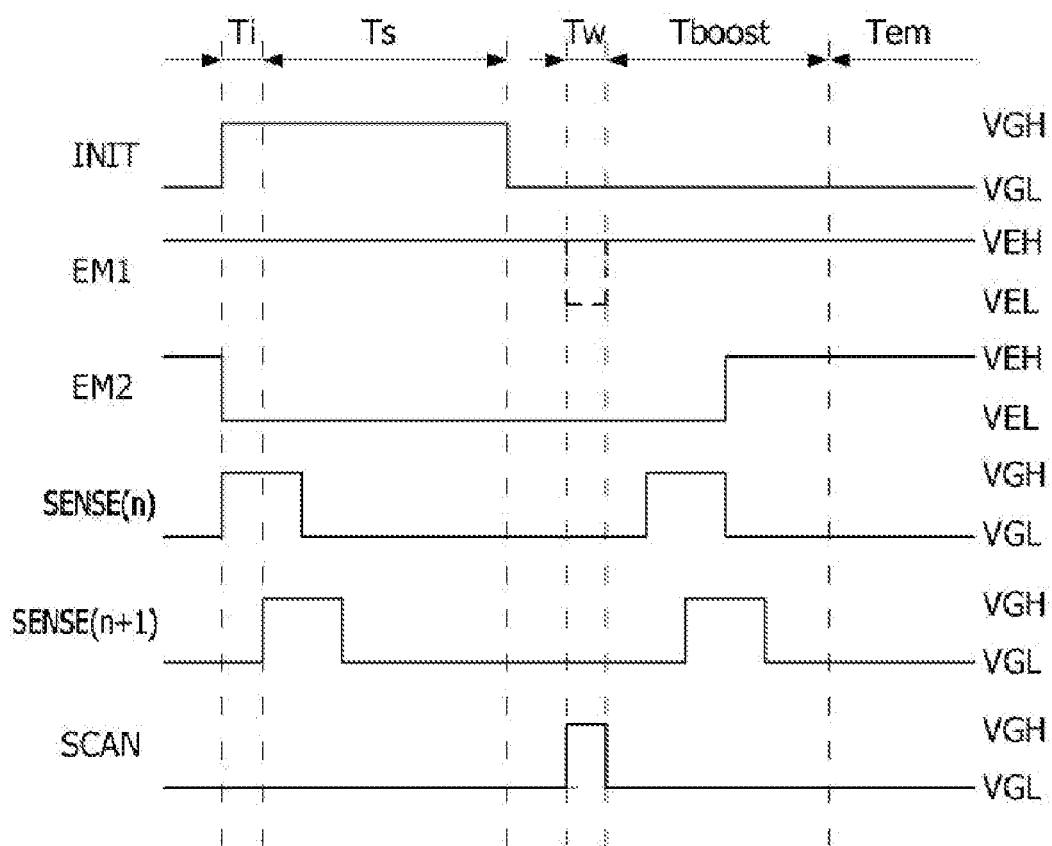 Ti Ts Tw Tboost Tem
INIT VGH
VGL
EM1 VEH
VEL
EM2 VEH
VEL
SENSE(n) VGH
VGL
SENSE(n+1) VGH
VGL
SCAN VGH
VGL